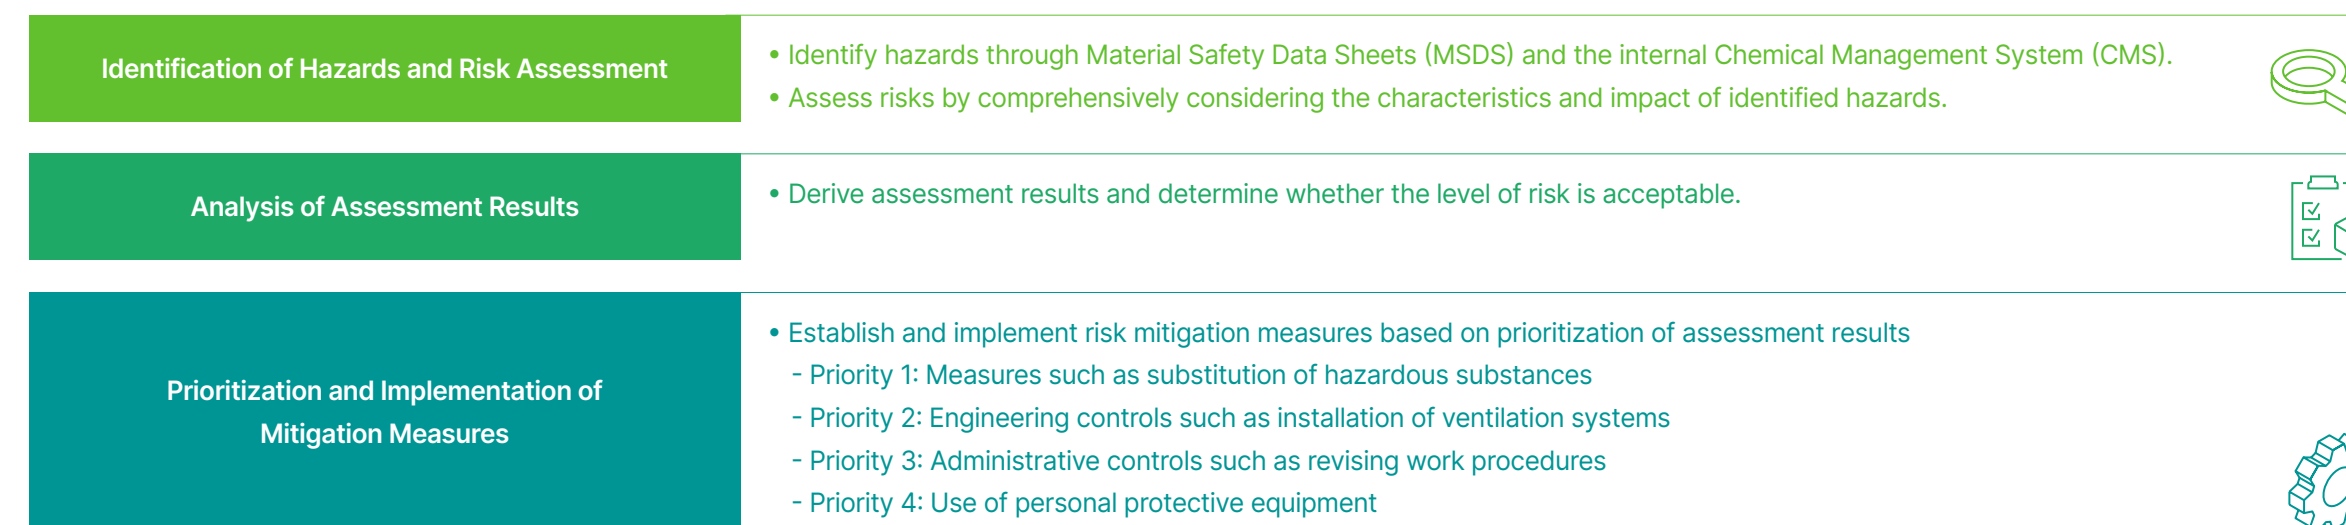 Identification of Hazards and Risk Assessment
• Identify hazards through Material Safety Data Sheets (MSDS) and the internal Chemical Management System (CMS).
• Assess risks by comprehensively considering the characteristics and impact of identified hazards.
Analysis of Assessment Results
• Derive assessment results and determine whether the level of risk is acceptable.
Prioritization and Implementation of
Mitigation Measures
• Establish and implement risk mitigation measures based on prioritization of assessment results
- Priority 1: Measures such as substitution of hazardous substances
- Priority 2: Engineering controls such as installation of ventilation systems
- Priority 3: Administrative controls such as revising work procedures
- Priority 4: Use of personal protective equipment